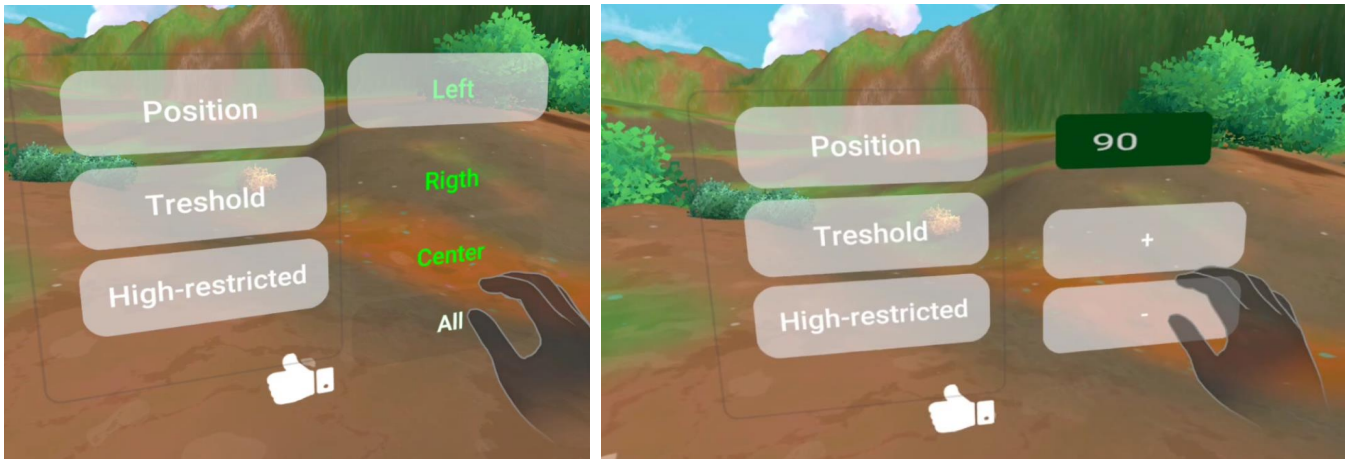 Position
Treshold
High-restricted
Left
Rigth
Center
All
Position
Treshold
High-restricted
90
+
-